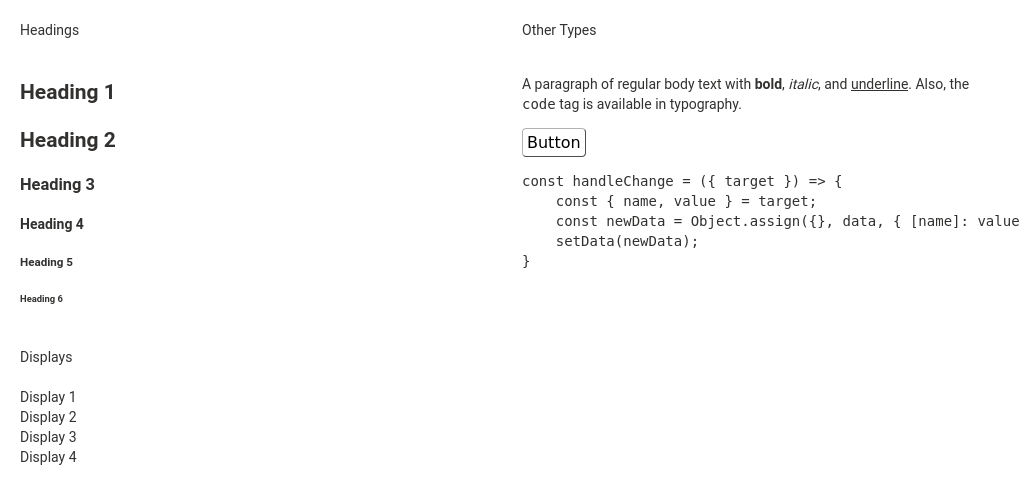 Headings
Heading 1
Heading 2
Heading 3
Heading 4
Heading 5
Heading 6
Displays
Display 1
Display 2
Display 3
Display 4
Other Types
A paragraph of regular body text with bold, italic, and underline. Also, the
code tag is available in typography.
Button
const handleChange = ({ target }) => {
    const { name, value } = target;
    const newData = Object.assign({}, data, { [name]: value
    setData(newData);
}